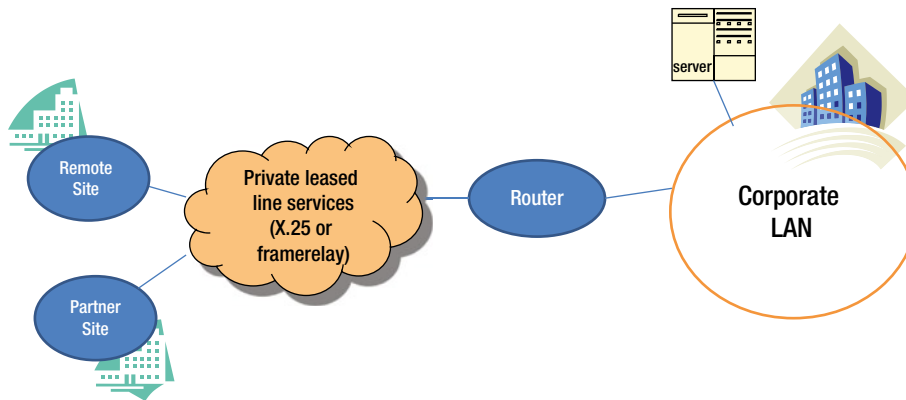 server
Remote
Site
Private leased
line services
(X.25 or
framerelay)
Router
Corporate
LAN
Partner
Site